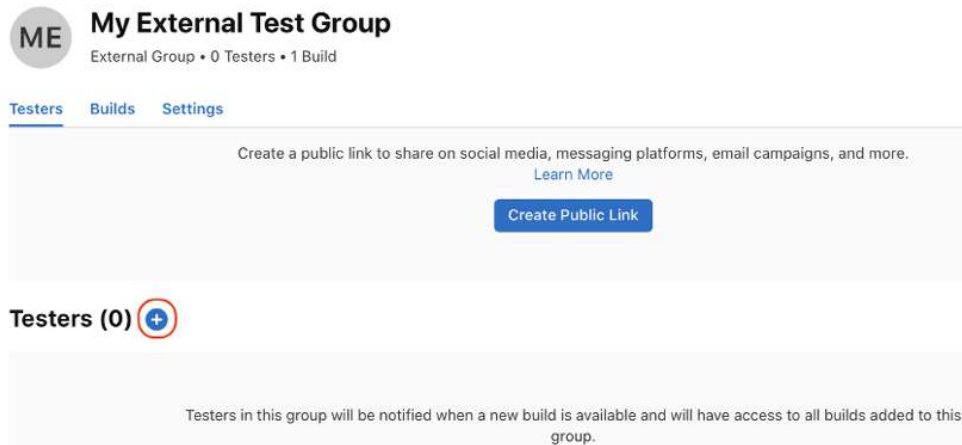 ME
My External Test Group
External Group • 0 Testers • 1 Build
Testers Builds Settings
Create a public link to share on social media, messaging platforms, email campaigns, and more.
Learn More
Create Public Link
Testers (0) +
Testers in this group will be notified when a new build is available and will have access to all builds added to this
group.